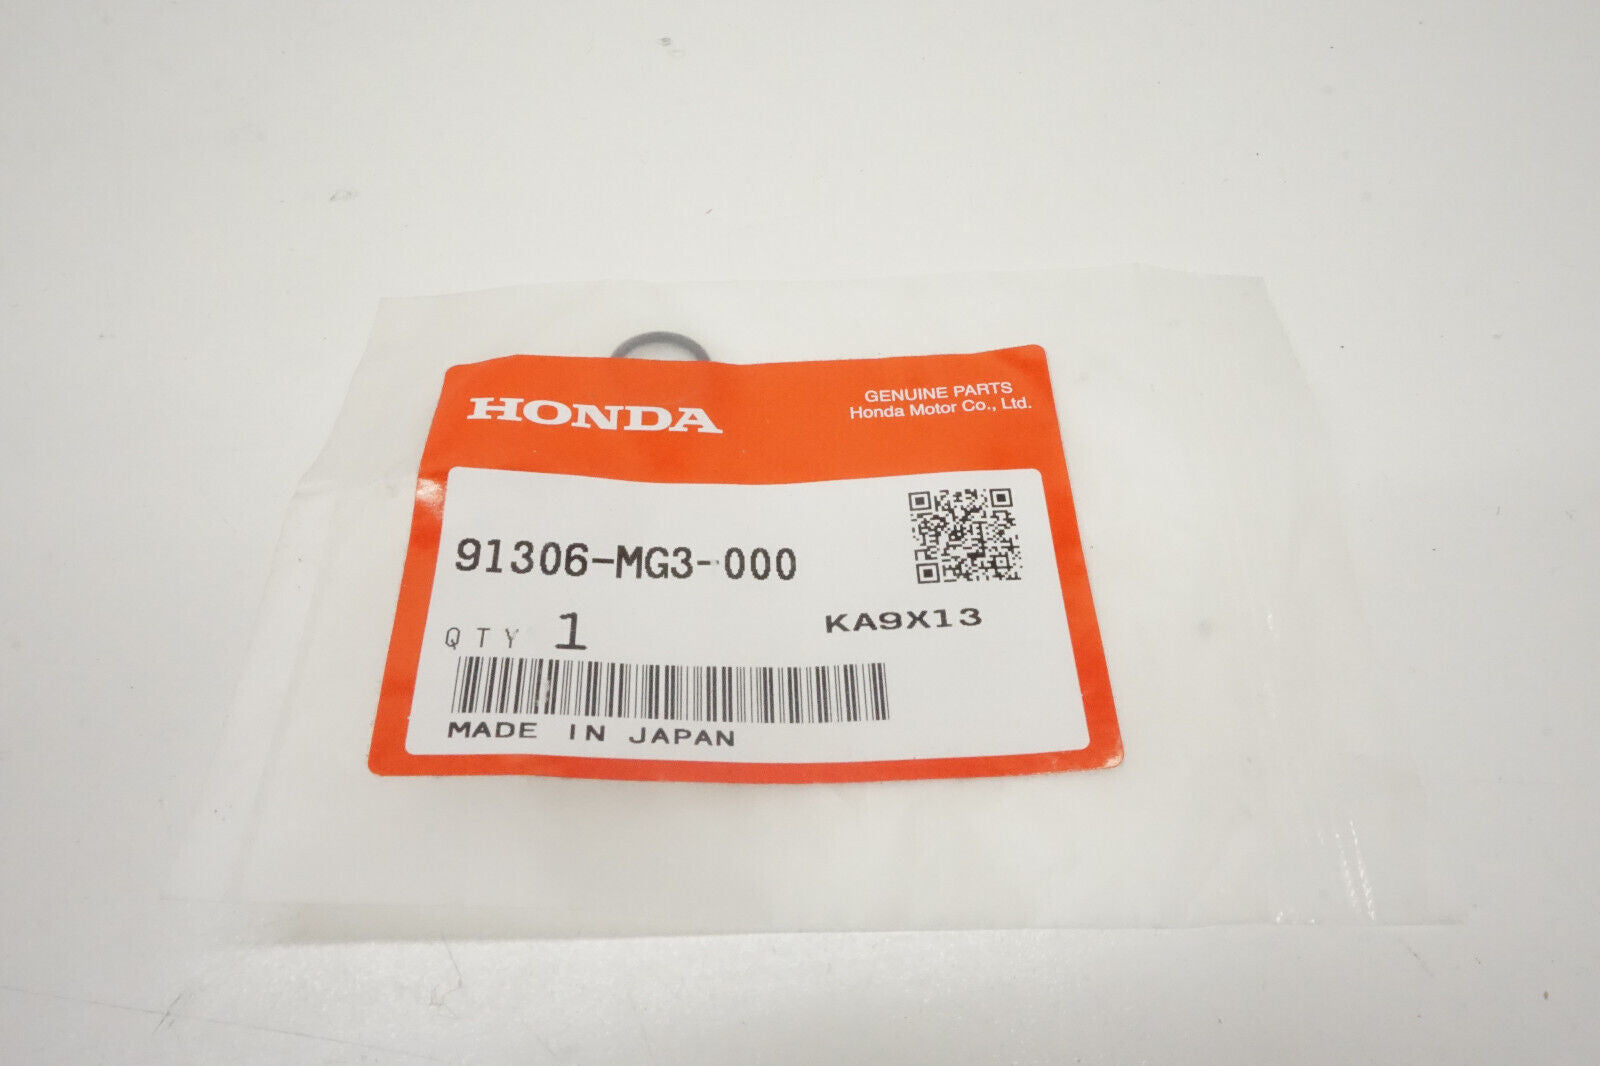 HONDA
GENUINE PARTS
Honda Motor Co., Ltd.
91306-MG3-000
QTY 1
KA9X13
MADE IN JAPAN